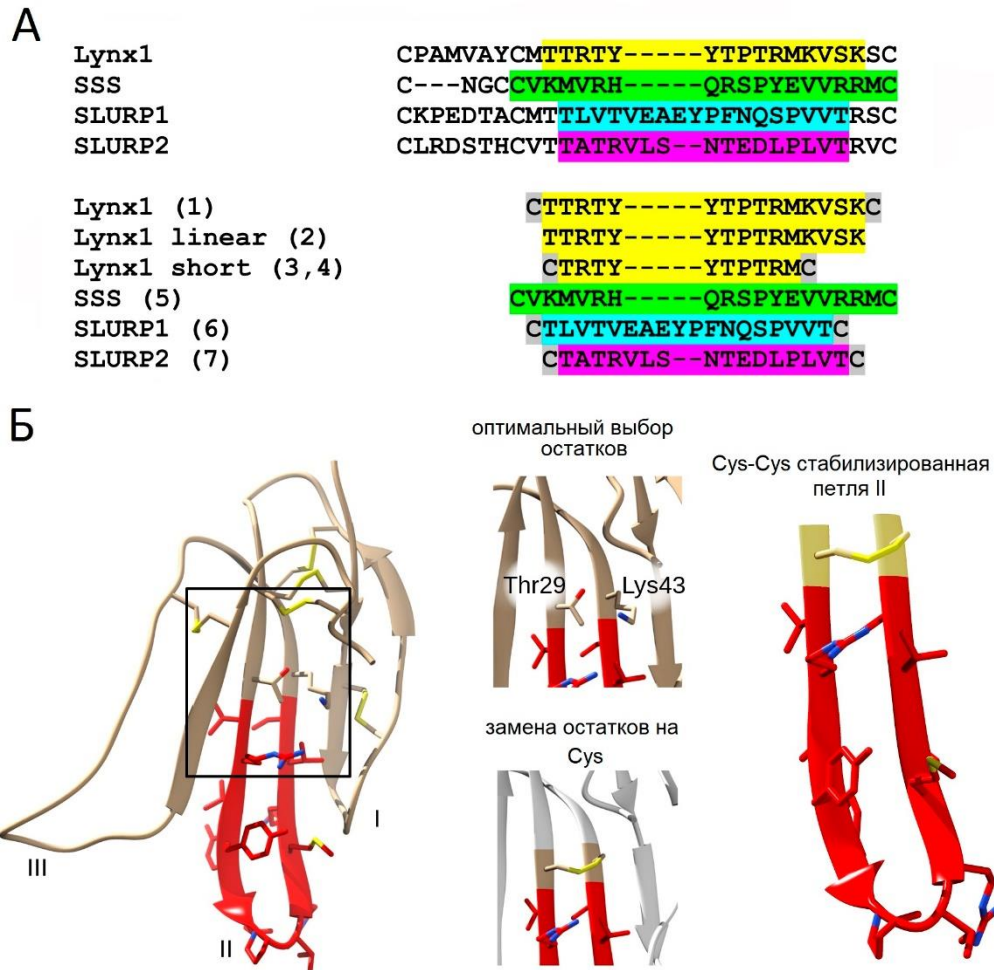 А
Lynx1 CPAMVAYCMTTRTY-----YTPTRMKVSKSC
SSS C---NGCCVKMVRH-----QRSPYEVVRRMC
SLURP1 CKPEDTACMTTLVTVEAEYPFNQSPVVTRSC
SLURP2 CLRDSTHCVTTATRVLS--NTEDLPLVTRVC
Lynx1 (1) CTTRTY-----YTPTRMKVSKC
Lynx1 linear (2) TTRTY-----YTPTRMKVSK
Lynx1 short (3,4) CTRTY-----YTPTRMC
SSS (5) CVKMVRH-----QRSPYEVVRRMC
SLURP1 (6) CTLVTVEAEYPFNQSPVVTC
SLURP2 (7) CTATRVLS--NTEDLPLVTC
Б
оптимальный выбор
остатков
Thr29 Lys43
замена остатков на
Cys
Cys-Cys стабилизированная
петля II
I
III
II